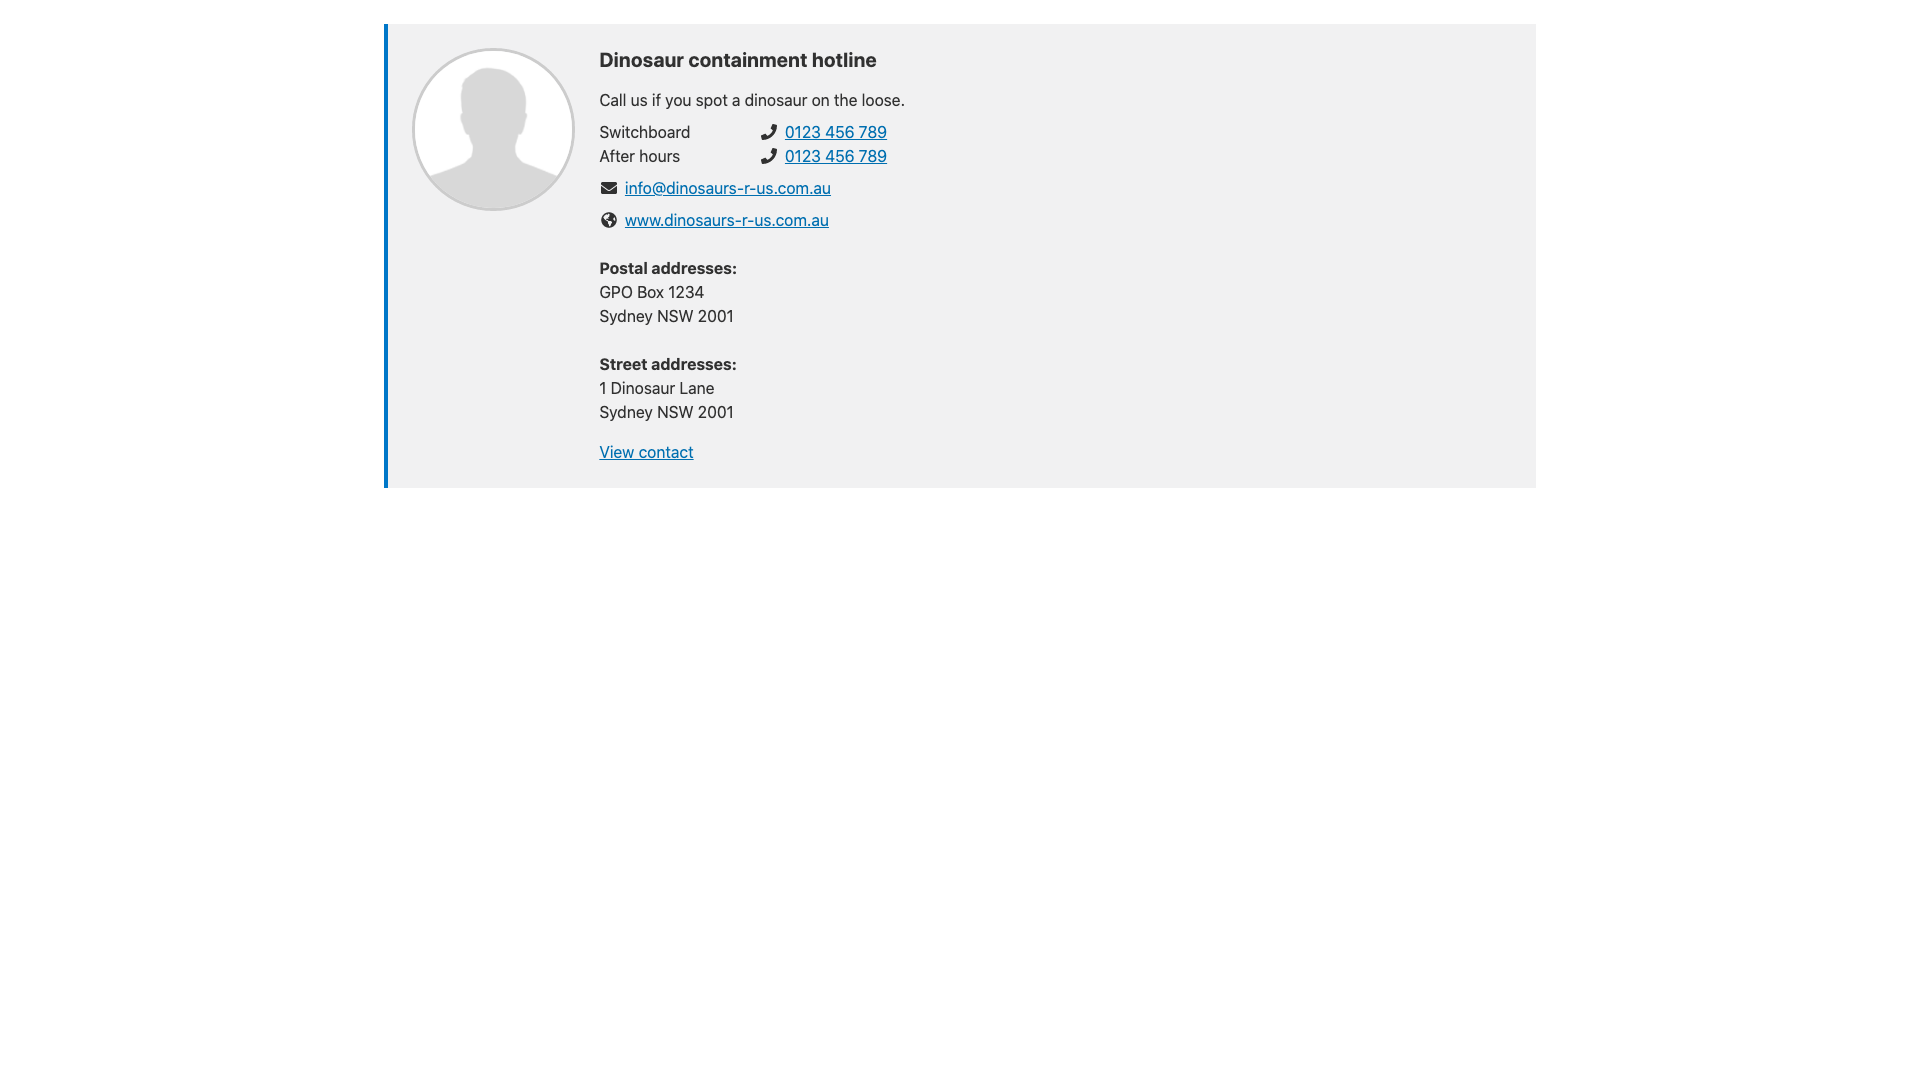 Dinosaur containment hotline
Call us if you spot a dinosaur on the loose.
Switchboard 0123 456 789
After hours 0123 456 789
info@dinosaurs-r-us.com.au
www.dinosaurs-r-us.com.au
Postal addresses:
GPO Box 1234
Sydney NSW 2001
Street addresses:
1 Dinosaur Lane
Sydney NSW 2001
View contact